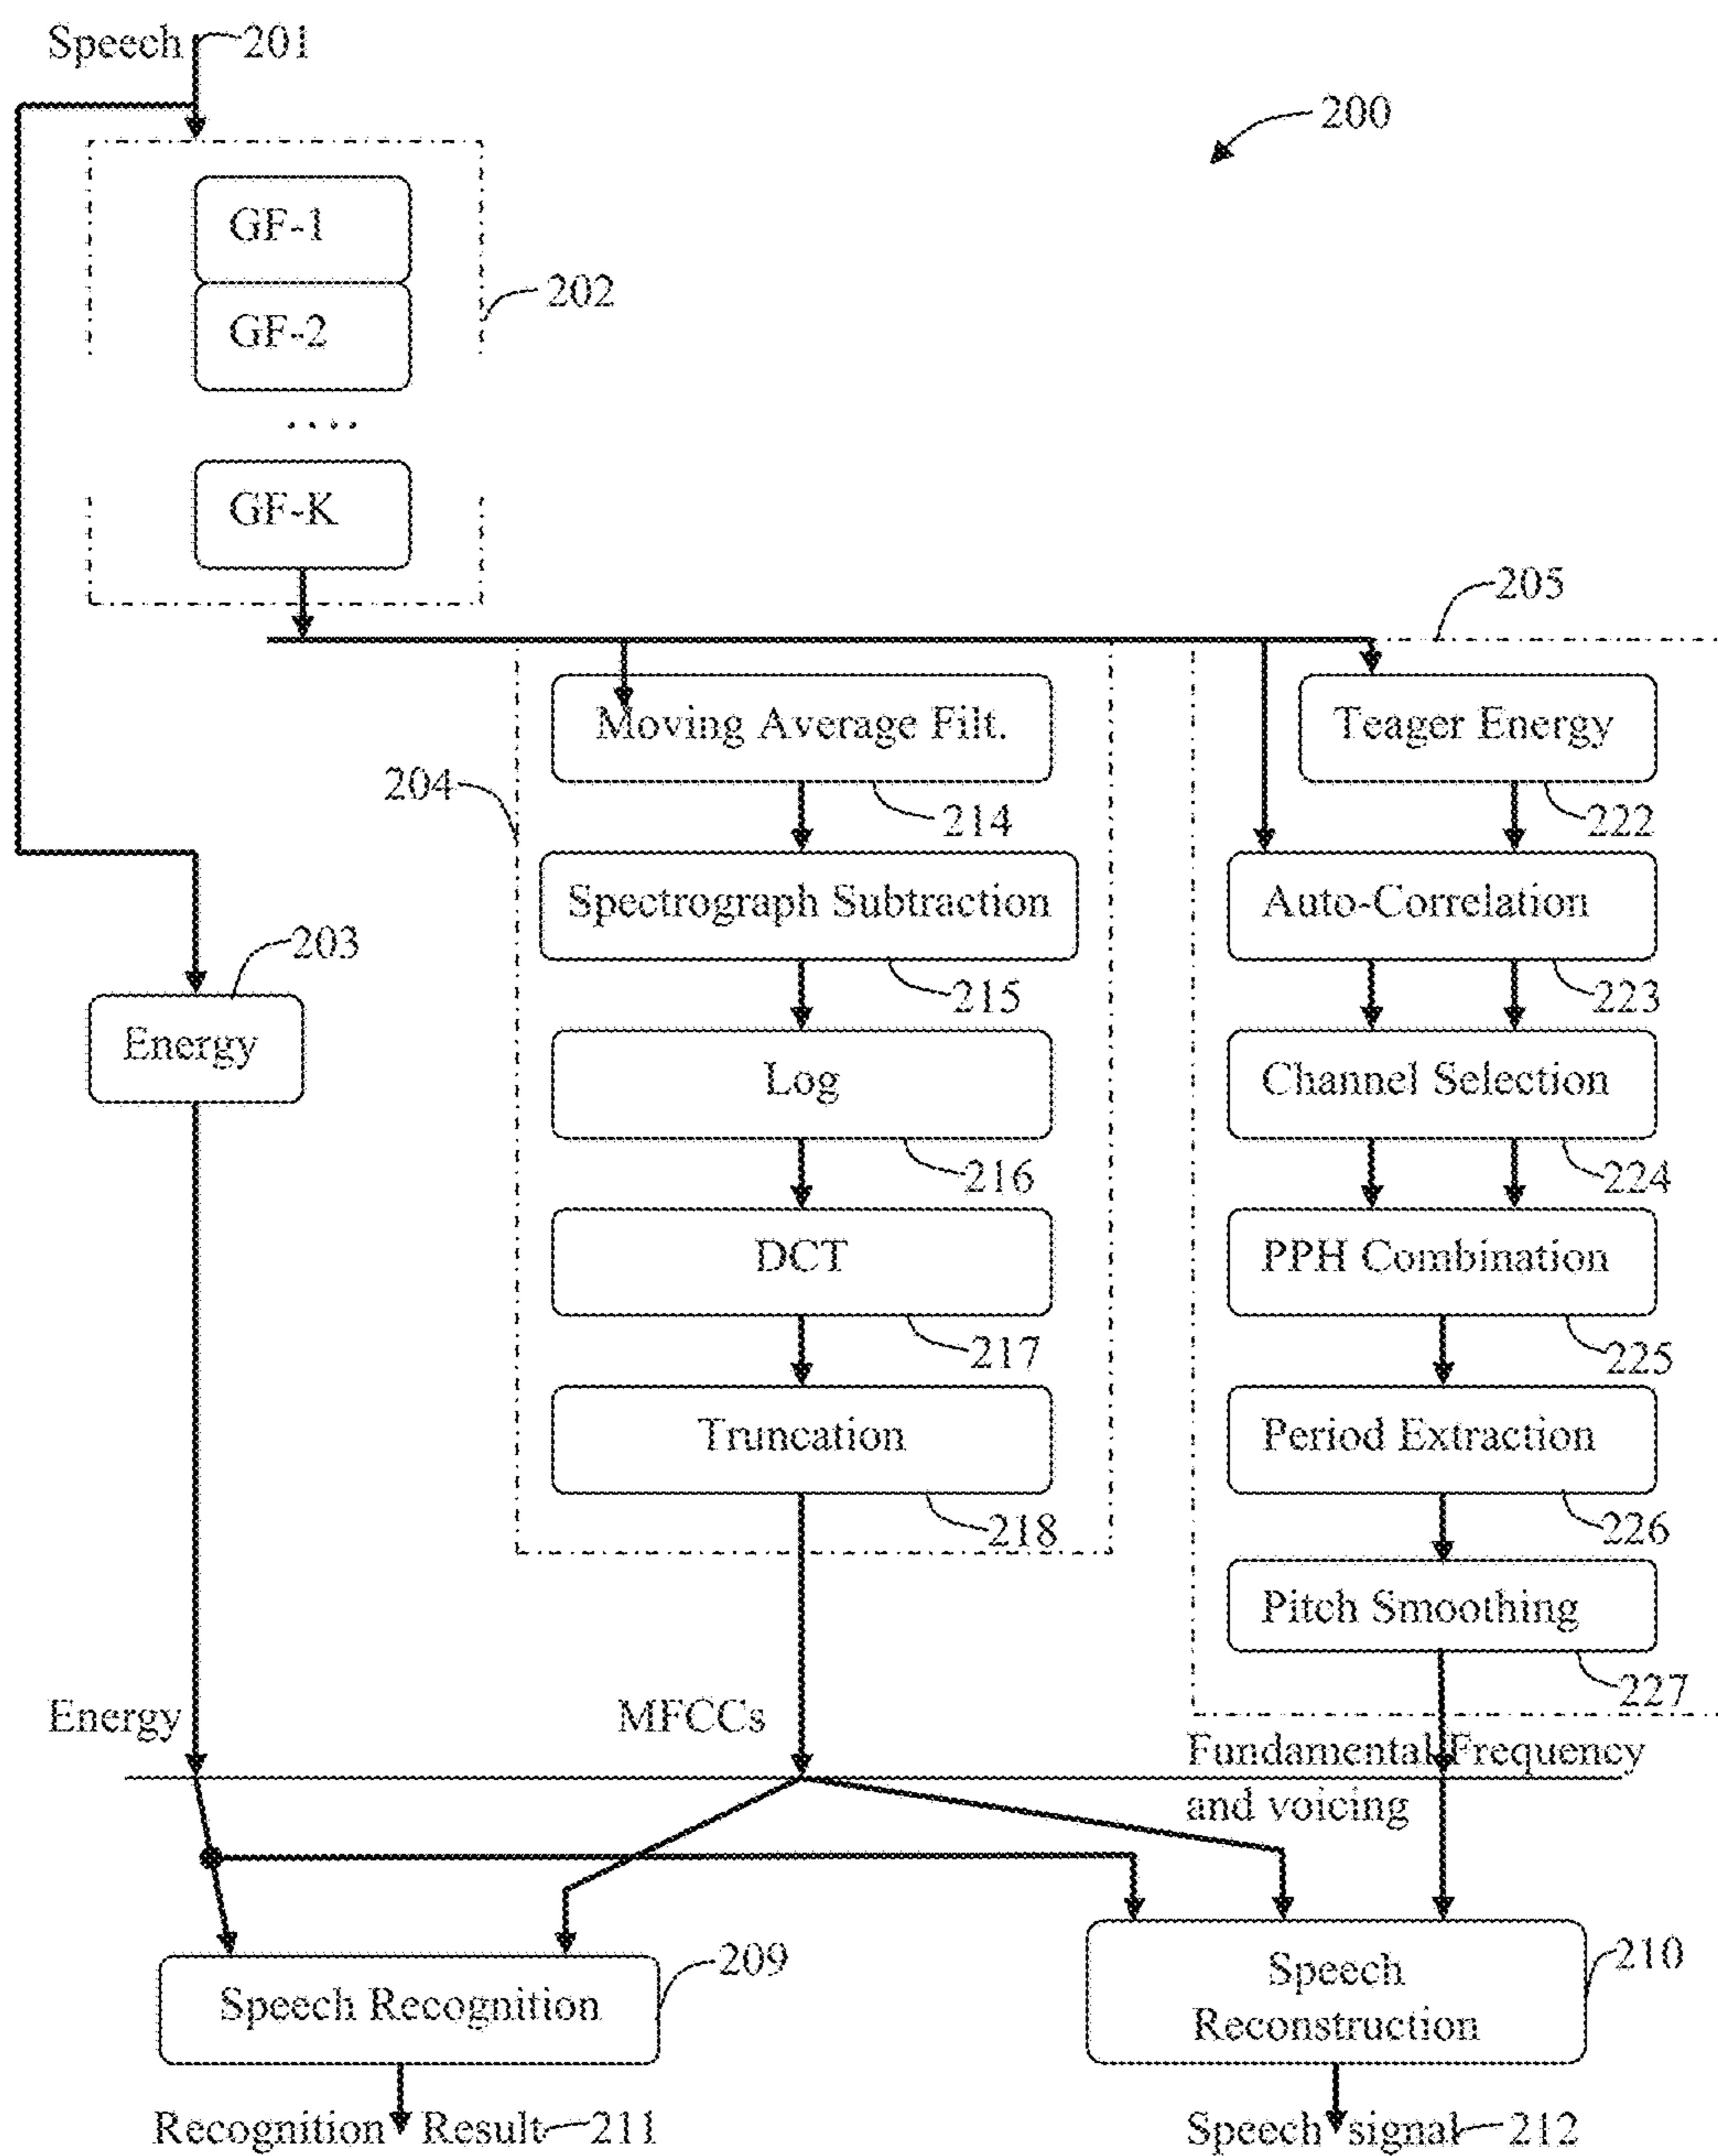 Speech 201
200
GF-1
GF-2
202
....
GF-K
205
Moving Average Filt.
Teager Energy
204
214
222
Spectrograph Subtraction
Auto-Correlation
203
215
223
Energy
Log
Channel Selection
216
224
DCT
PPH Combination
217
225
Truncation
Period Extraction
218
226
Pitch Smoothing
227
Energy
MFCCs
Fundamental Frequency
and voicing
209
210
Speech Recognition
Speech
Reconstruction
Recognition Result 211
Speech signal 212